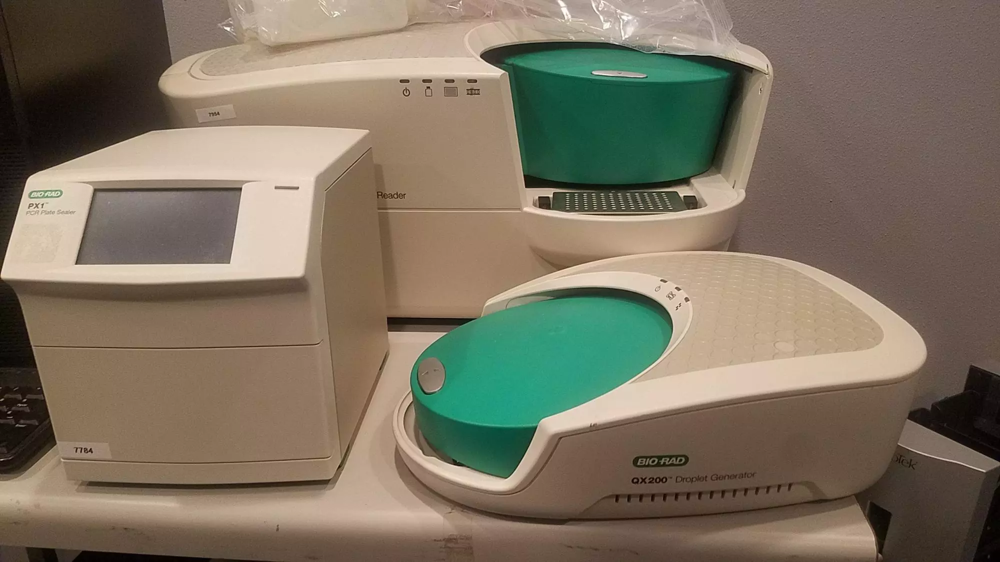 7954
Reader
BIO-RAD
PX1™
PCR Plate Sealer
7784
BIO-RAD
QX200™ Droplet Generator